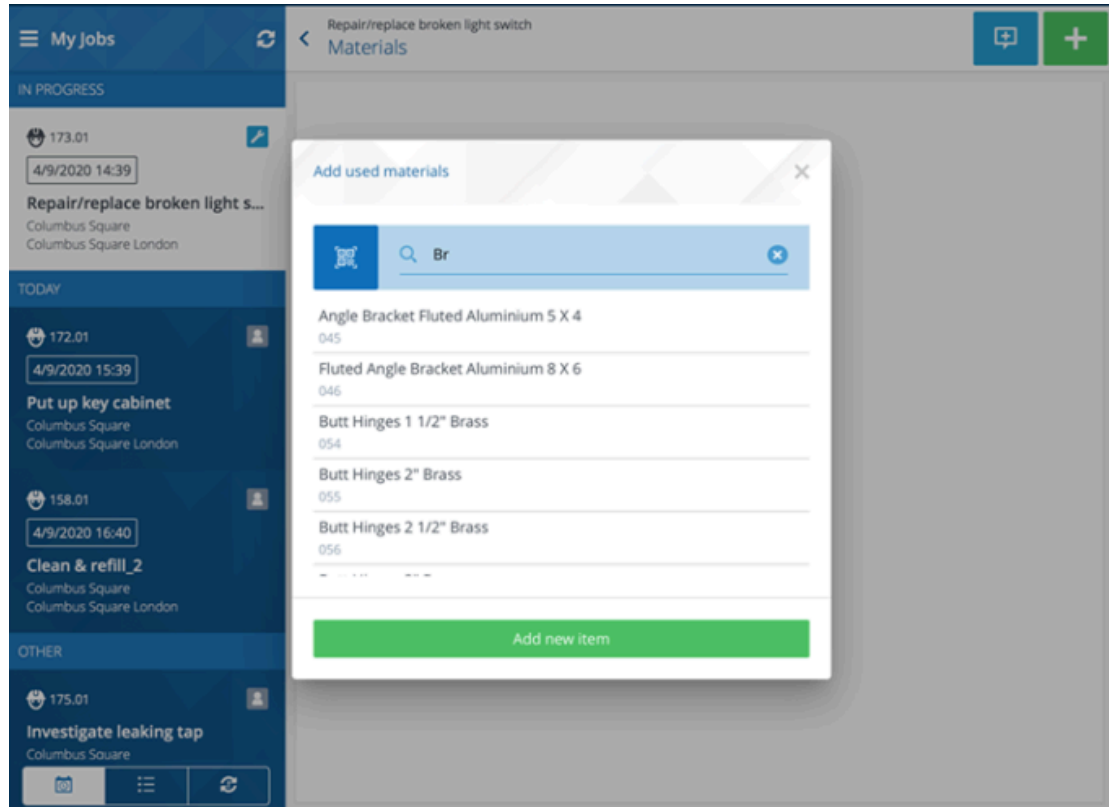 My Jobs
IN PROGRESS
173.01
4/9/2020 14:39
Repair/replace broken light s...
Columbus Square
Columbus Square London
TODAY
172.01
4/9/2020 15:39
Put up key cabinet
Columbus Square
Columbus Square London
158.01
4/9/2020 16:40
Clean & refill_2
Columbus Square
Columbus Square London
OTHER
175.01
Investigate leaking tap
Columbus Square
Repair/replace broken light switch
Materials
Add used materials
Br
Angle Bracket Fluted Aluminium 5 X 4
045
Fluted Angle Bracket Aluminium 8 X 6
046
Butt Hinges 1 1/2" Brass
054
Butt Hinges 2" Brass
055
Butt Hinges 2 1/2" Brass
056
Add new item